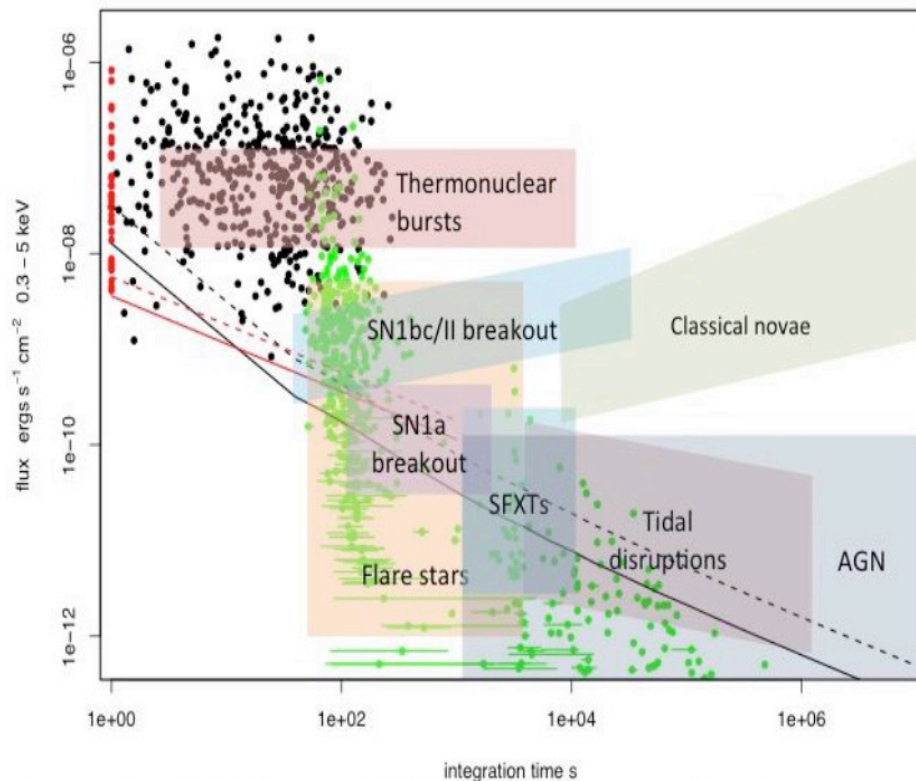 1e−06
1e−08
1e−10
1e−12
flux ergs s⁻¹ cm⁻² 0.3 – 5 keV
Thermonuclear
bursts
SN1bc/II breakout
Classical novae
SN1a
breakout
SFXTs
Tidal
disruptions
AGN
Flare stars
1e+00
1e+02
1e+04
1e+06
integration time s